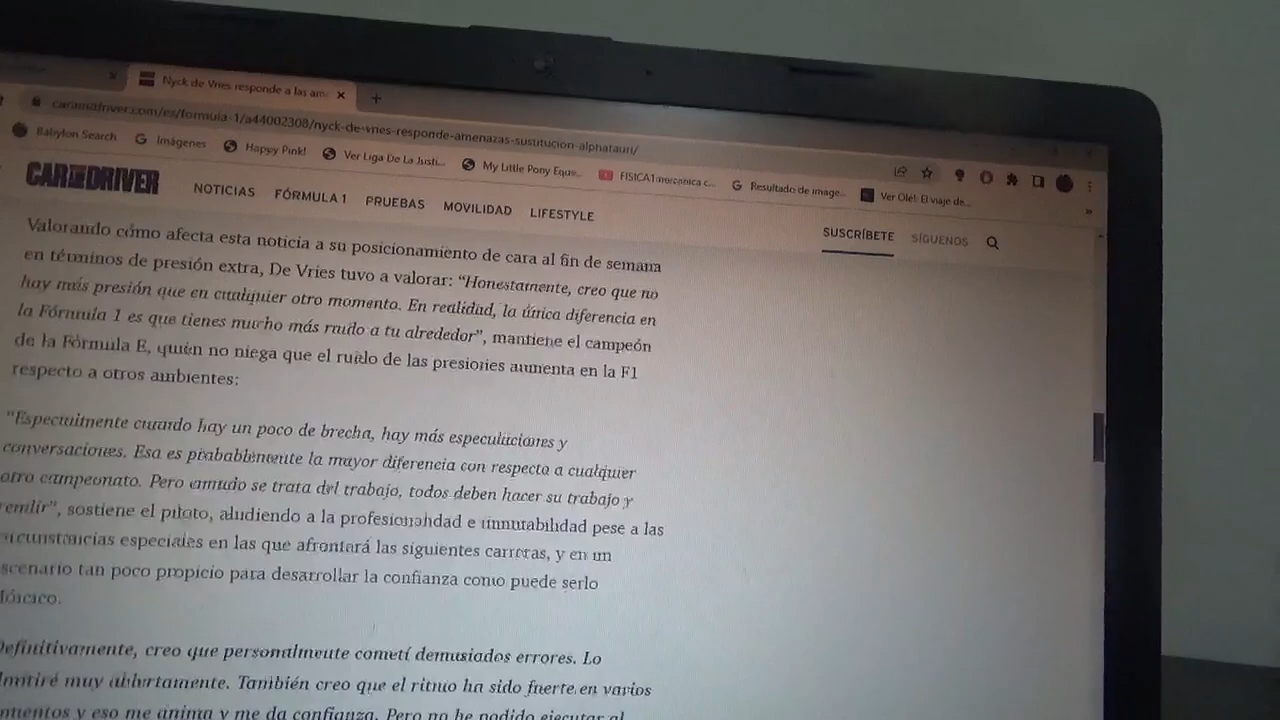 Nyck de Vries responde a las am
caranddriver.com/es/formula-1/a44002308/nyck-de-vries-responde-amenazas-sustitucion-alphatauri/
Babylon Search Imágenes Happy Pink! Ver Liga De La Justi... My Little Pony Eque... FISICA 1 mecanica c... Resultado de image... Ver Olé!: El viaje de...
CAR AND DRIVER NOTICIAS FÓRMULA 1 PRUEBAS MOVILIDAD LIFESTYLE SUSCRÍBETE SÍGUENOS
Valorando cómo afecta esta noticia a su posicionamiento de cara al fin de semana
en términos de presión extra, De Vries tuvo a valorar: “Honestamente, creo que no
hay más presión que en cualquier otro momento. En realidad, la única diferencia en
la Fórmula 1 es que tienes mucho más ruido a tu alrededor”, mantiene el campeón
de la Fórmula E, quien no niega que el ruido de las presiones aumenta en la F1
respecto a otros ambientes:
“Especialmente cuando hay un poco de brecha, hay más especulaciones y
conversaciones. Esa es probablemente la mayor diferencia con respecto a cualquier
otro campeonato. Pero cuando se trata del trabajo, todos deben hacer su trabajo y
rendir”, sostiene el piloto, aludiendo a la profesionalidad e inmutabilidad pese a las
circunstancias especiales en las que afrontará las siguientes carreras, y en un
escenario tan poco propicio para desarrollar la confianza como puede serlo
Mónaco.
Definitivamente, creo que personalmente cometí demasiados errores. Lo
admitiré muy abiertamente. También creo que el ritmo ha sido fuerte en varios
momentos y eso me anima y me da confianza. Pero no he podido ejecutar al